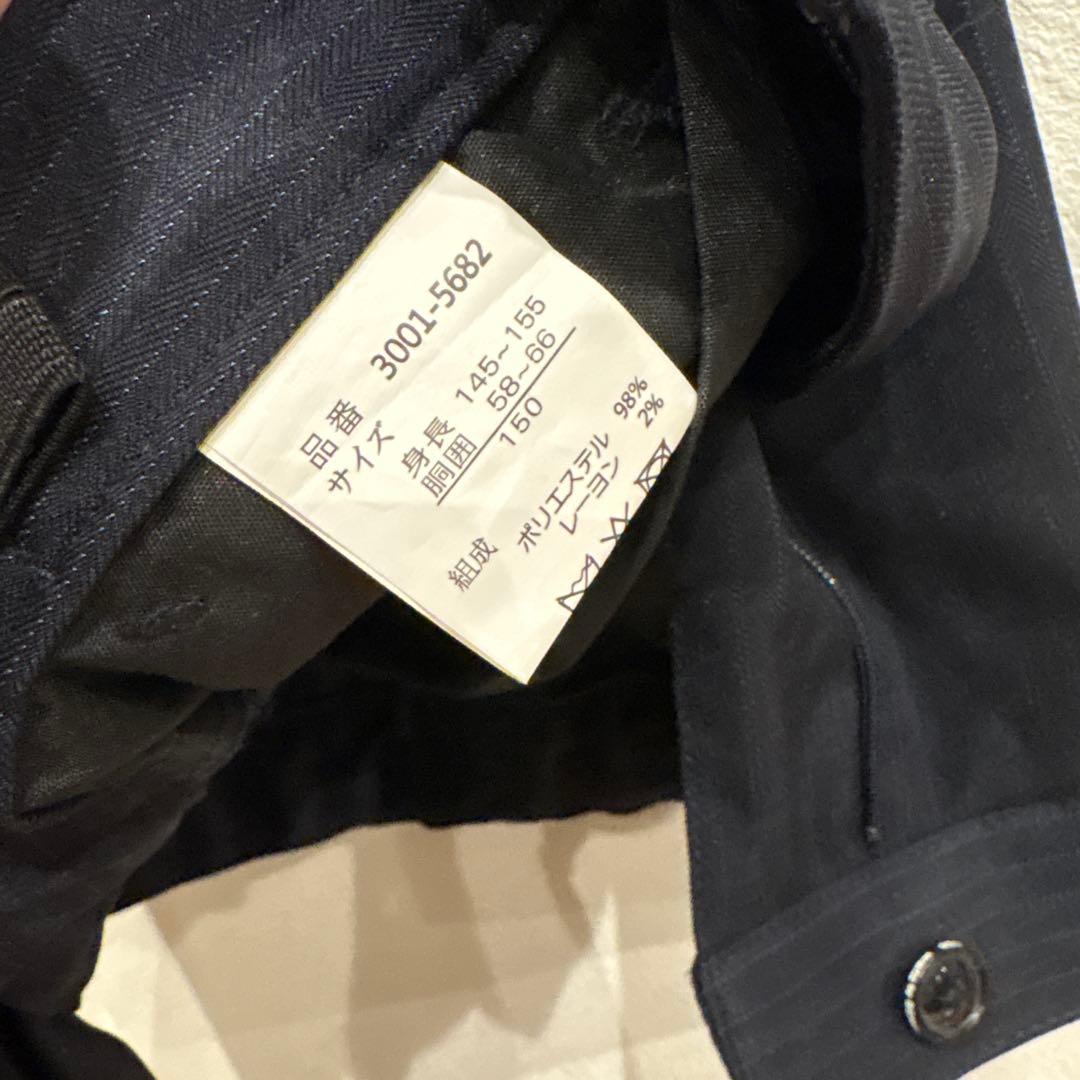 品番 3001-5682
サイズ
身長 145~155
胴囲 58~66
150
組成 ポリエステル 98%
レーヨン 2%